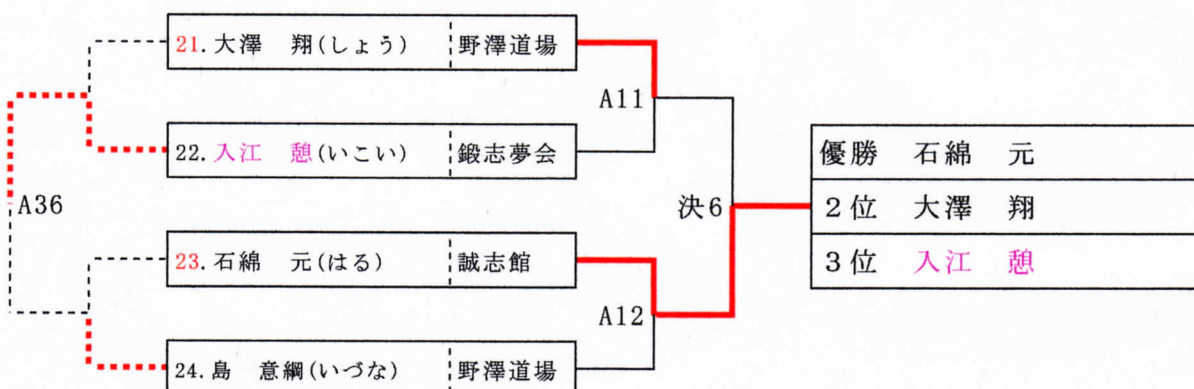 21.大澤 翔(しょう) 野澤道場
A11
22.入江 憩(いこい) 鍛志夢会
A36
決6
23.石綿 元(はる) 誠志館
A12
24.島 意綱(いづな) 野澤道場
優勝 石綿 元
2位 大澤 翔
3位 入江 憩